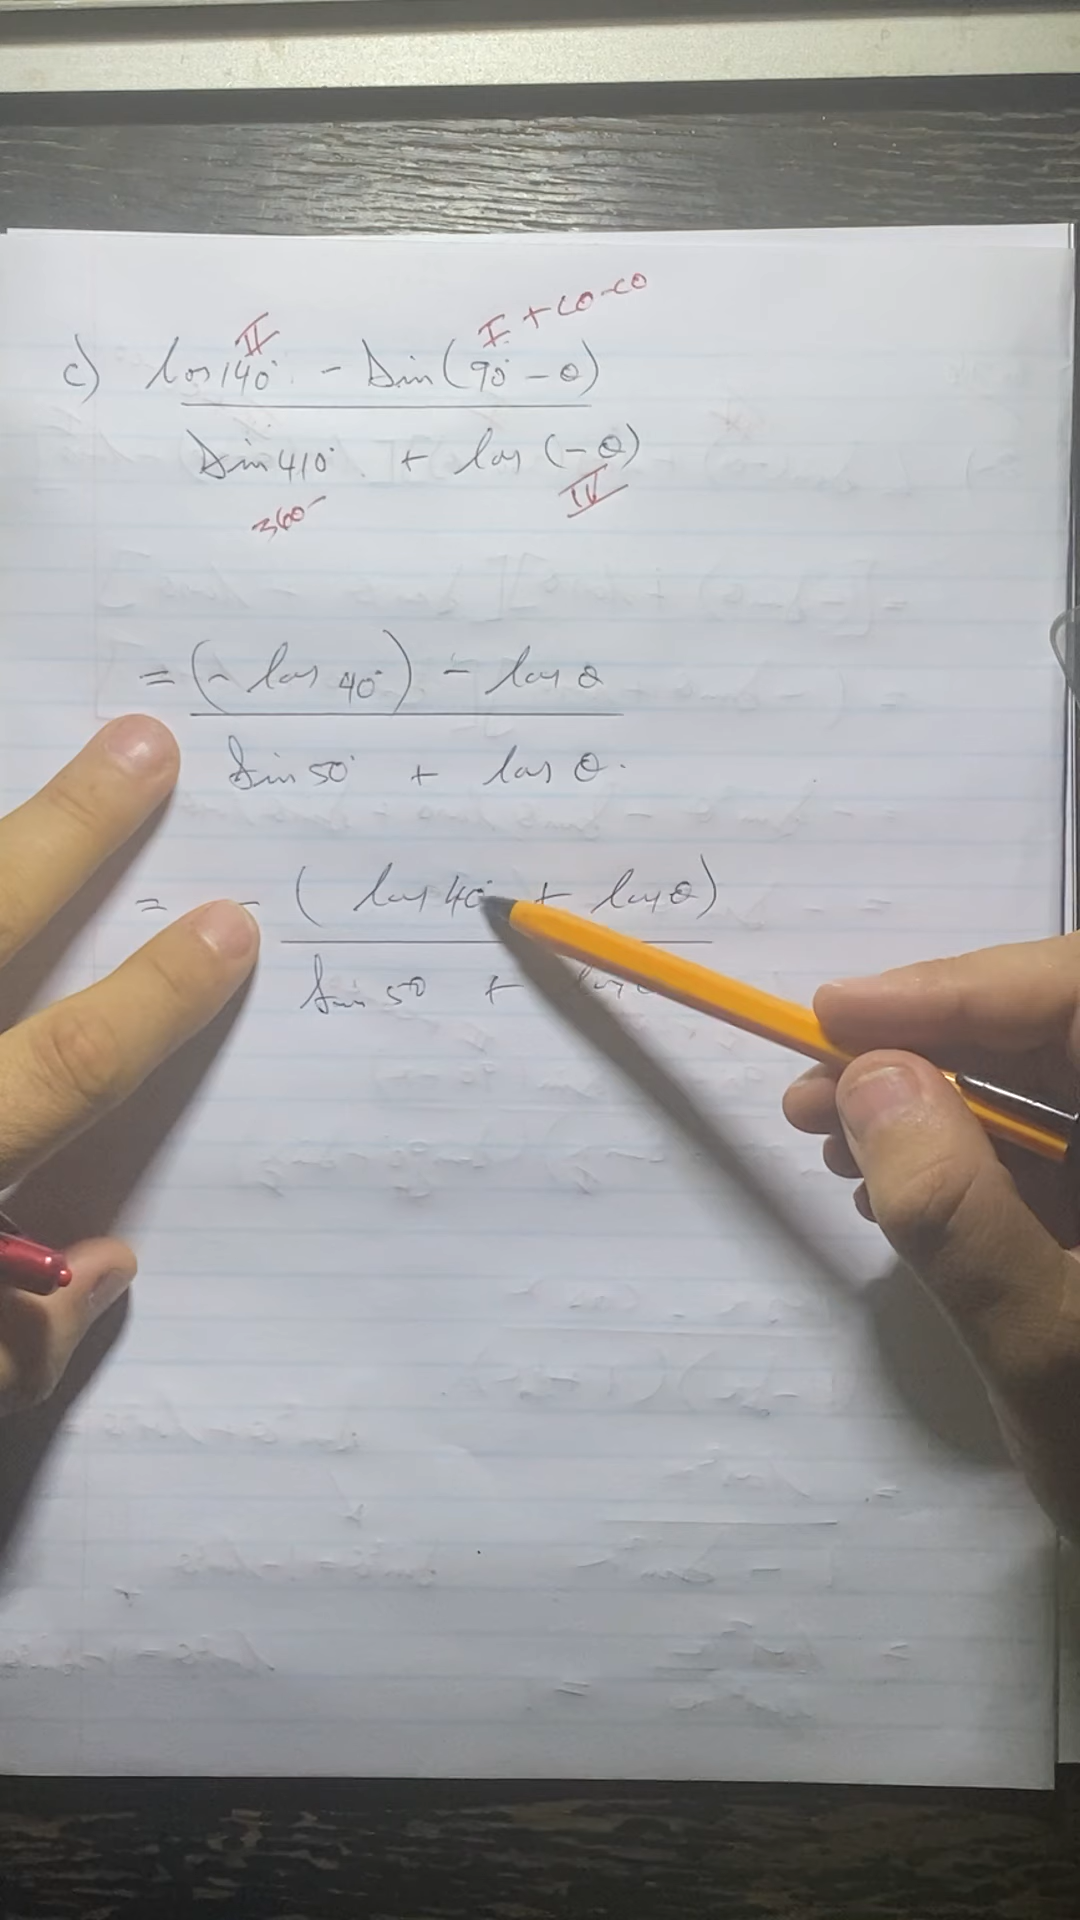 II I + co-co
c) cos 140° - sin(90° - θ)
sin 410° + cos (-θ)
360- IV
= (- cos 40°) - cos θ
sin 50° + cos θ.
= - ( cos 40° + cos θ)
sin 50 +